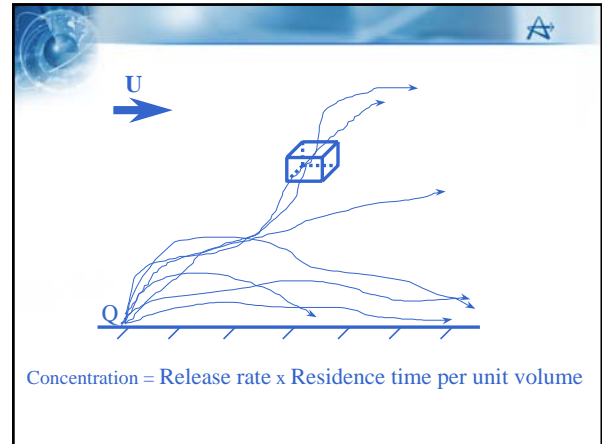 U
Q
Concentration = Release rate x Residence time per unit volume